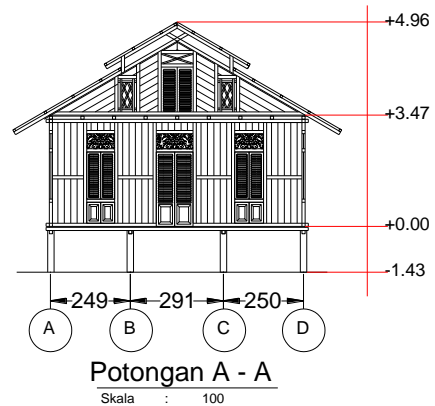 +4.96
+3.47
+0.00
-1.43
249 291 250
A B C D
Potongan A - A
Skala : 100